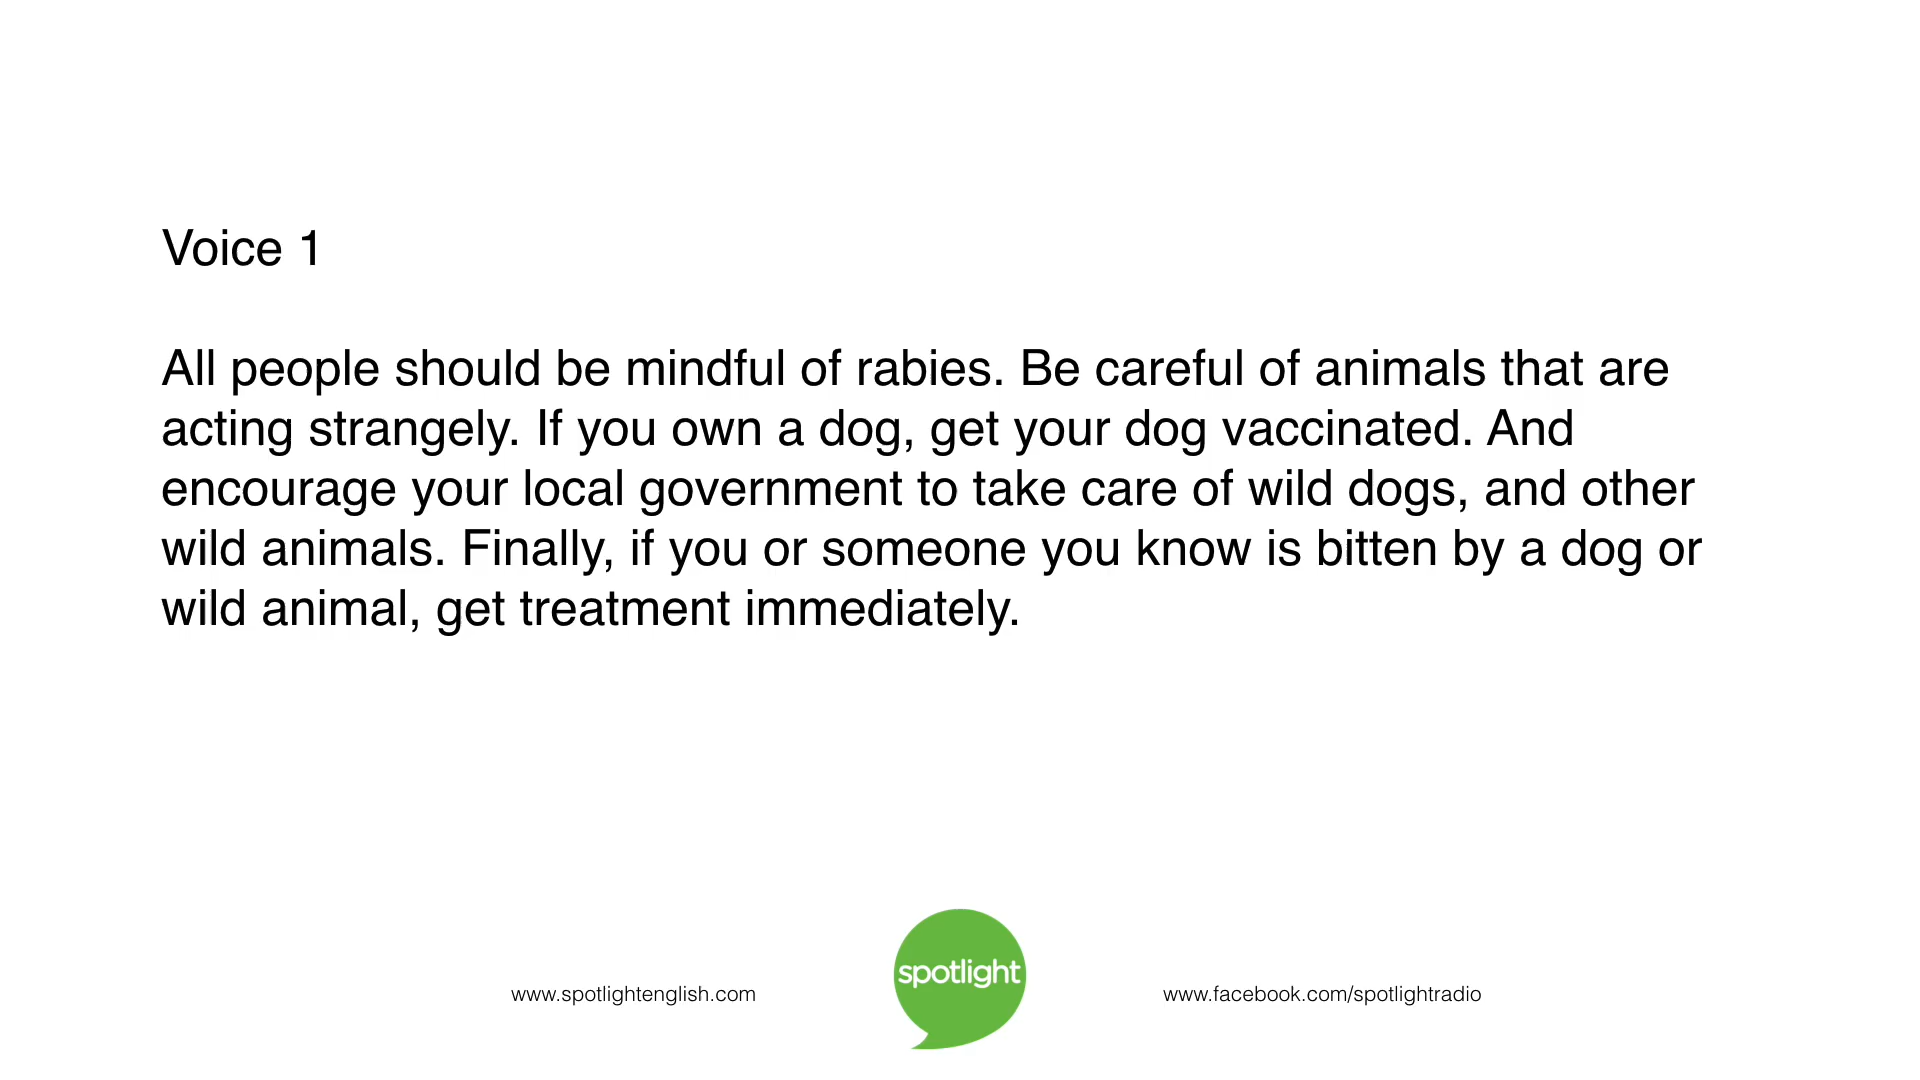 Voice 1
All people should be mindful of rabies. Be careful of animals that are
acting strangely. If you own a dog, get your dog vaccinated. And
encourage your local government to take care of wild dogs, and other
wild animals. Finally, if you or someone you know is bitten by a dog or
wild animal, get treatment immediately.
spotlight
www.spotlightenglish.com
www.facebook.com/spotlightradio